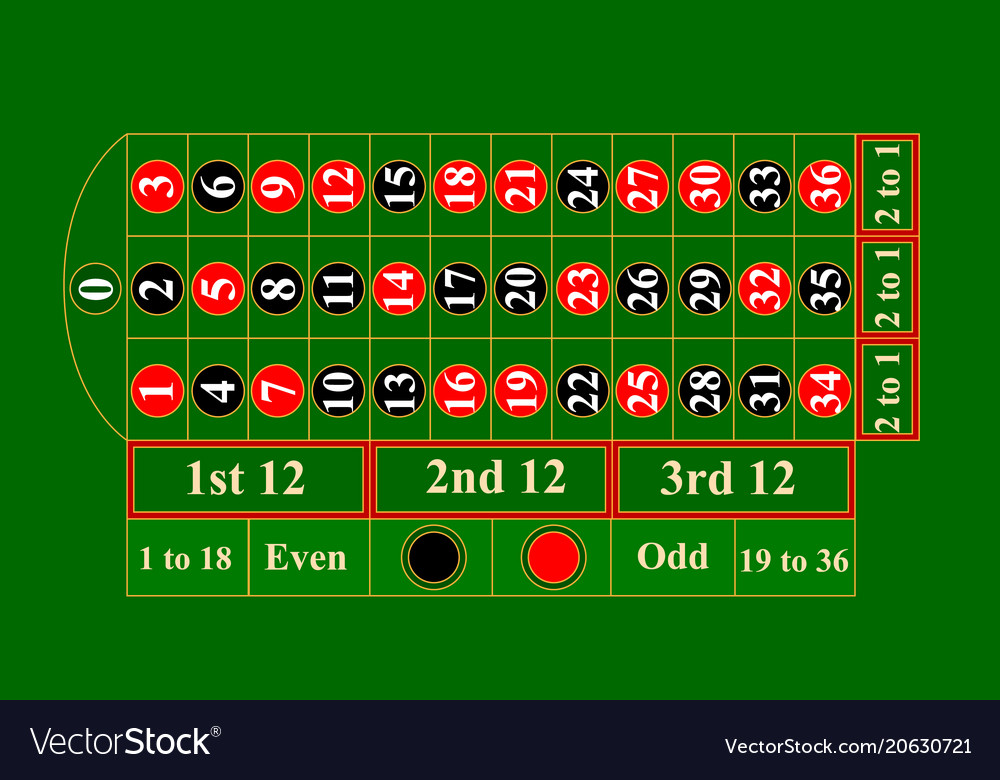 3 6 9 12 15 18 21 24 27 30 33 36 2 to 1
0 2 5 8 11 14 17 20 23 26 29 32 35 2 to 1
1 4 7 10 13 16 19 22 25 28 31 34 2 to 1
1st 12 2nd 12 3rd 12
1 to 18 Even Odd 19 to 36
VectorStock® VectorStock.com/20630721